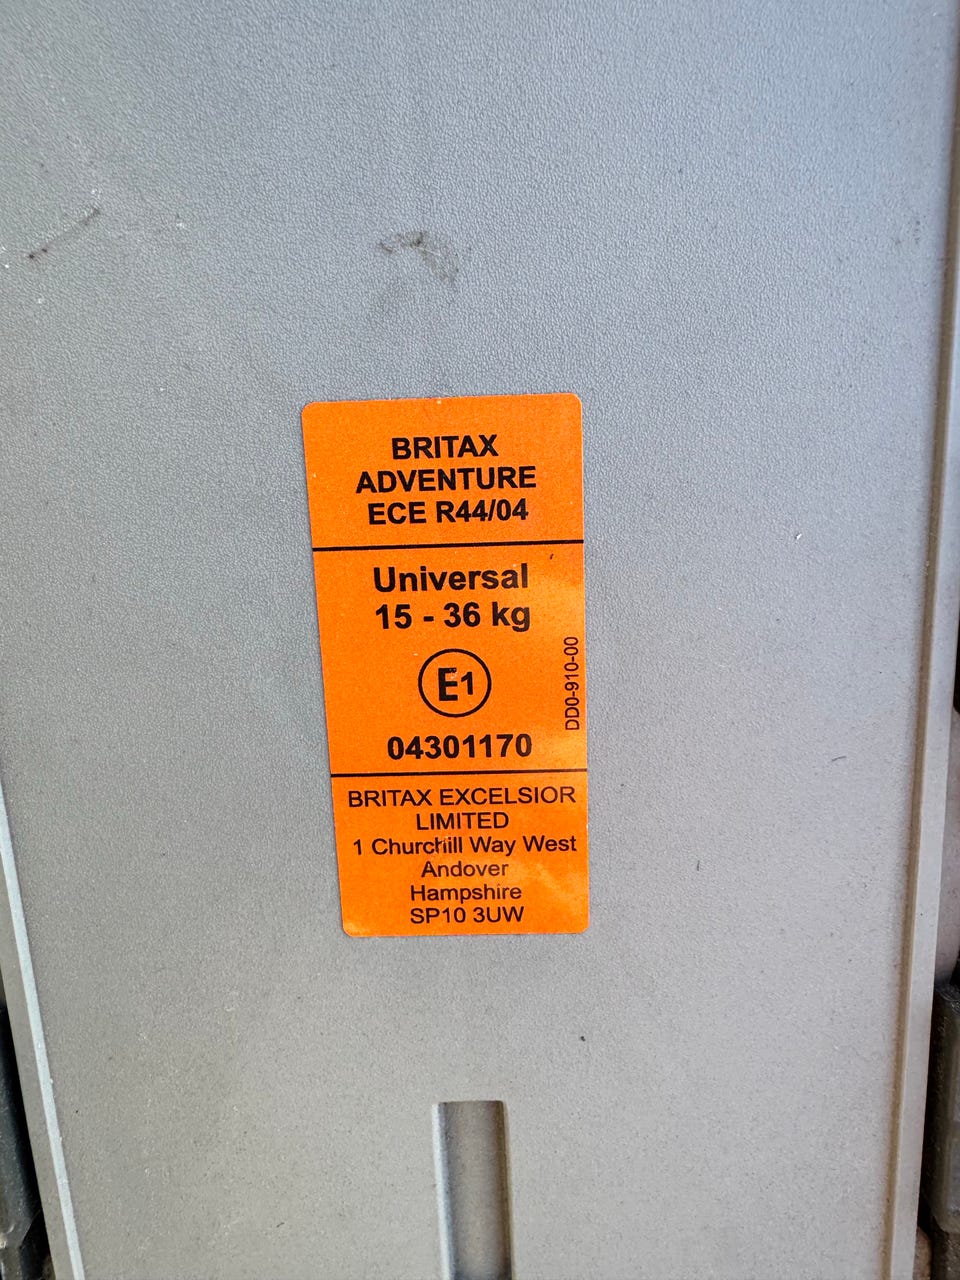 BRITAX
ADVENTURE
ECE R44/04
Universal
15 - 36 kg
E1
04301170
DD0-910-00
BRITAX EXCELSIOR
LIMITED
1 Churchill Way West
Andover
Hampshire
SP10 3UW